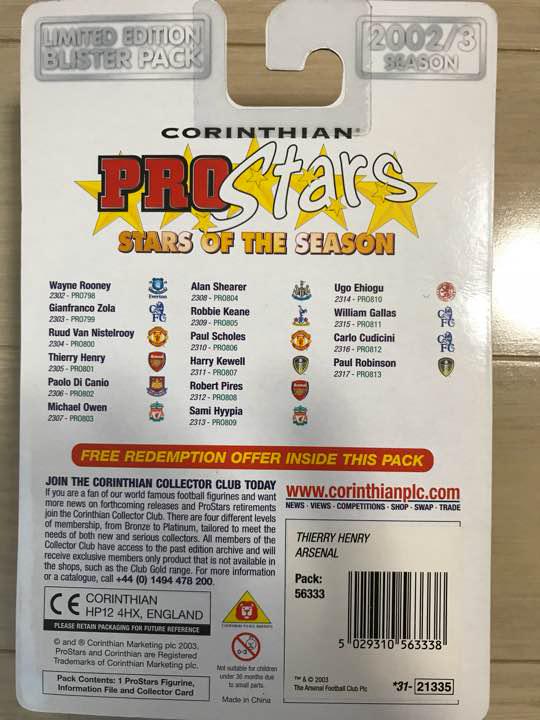 LIMITED EDITION
BLISTER PACK
2002/3
SEASON
CORINTHIAN®
PROStars
STARS OF THE SEASON
Wayne Rooney
2302 - PRO798
Everton
Gianfranco Zola
2303 - PRO799
Ruud Van Nistelrooy
2304 - PRO800
Thierry Henry
2305 - PRO801
Paolo Di Canio
2306 - PRO802
Michael Owen
2307 - PRO803
Alan Shearer
2308 - PRO804
Robbie Keane
2309 - PRO805
Paul Scholes
2310 - PRO806
Harry Kewell
2311 - PRO807
Robert Pires
2312 - PRO808
Sami Hyypia
2313 - PRO809
Ugo Ehiogu
2314 - PRO810
William Gallas
2315 - PRO811
Carlo Cudicini
2316 - PRO812
Paul Robinson
2317 - PRO813
FREE REDEMPTION OFFER INSIDE THIS PACK
JOIN THE CORINTHIAN COLLECTOR CLUB TODAY
If you are a fan of our world famous football figurines and want
more news on forthcoming releases and ProStars retirements
join the Corinthian Collector Club. There are four different levels
of membership, from Bronze to Platinum, tailored to meet the
needs of both new and serious collectors. All members of the
Collector Club have access to the past edition archive and will
receive exclusive members only product that is not available in
the shops, such as the Club Gold range. For more information
or a catalogue, call +44 (0) 1494 478 200.
CE CORINTHIAN
HP12 4HX, ENGLAND
PLEASE RETAIN PACKAGING FOR FUTURE REFERENCE
© and ® Corinthian Marketing plc 2003.
ProStars and Corinthian are Registered
Trademarks of Corinthian Marketing plc.
Pack Contents: 1 ProStars Figurine,
Information File and Collector Card
0-3
Not suitable for children
under 36 months due
to small parts.
Made in China
www.corinthianplc.com
NEWS · VIEWS · COMPETITIONS · SHOP · SWAP · TRADE
THIERRY HENRY
ARSENAL
Pack:
56333
5 029310 563338
™ & © 2003
The Arsenal Football Club Plc
*31- 21335